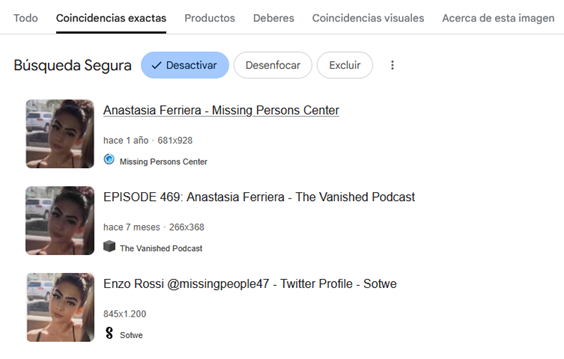 Todo Coincidencias exactas Productos Deberes Coincidencias visuales Acerca de esta imagen
Búsqueda Segura Desactivar Desenfocar Excluir
Anastasia Ferriera - Missing Persons Center
hace 1 año · 681x928
Missing Persons Center
EPISODE 469: Anastasia Ferriera - The Vanished Podcast
hace 7 meses · 266x368
The Vanished Podcast
Enzo Rossi @missingpeople47 - Twitter Profile - Sotwe
845x1.200
Sotwe